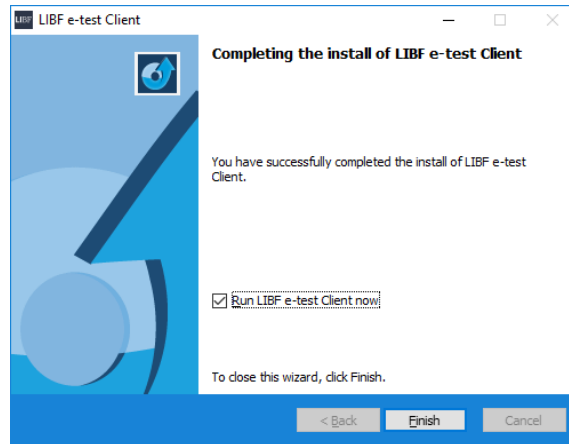 LIBF LIBF e-test Client
Completing the install of LIBF e-test Client
You have successfully completed the install of LIBF e-test
Client.
Run LIBF e-test Client now
To close this wizard, click Finish.
< Back Finish Cancel